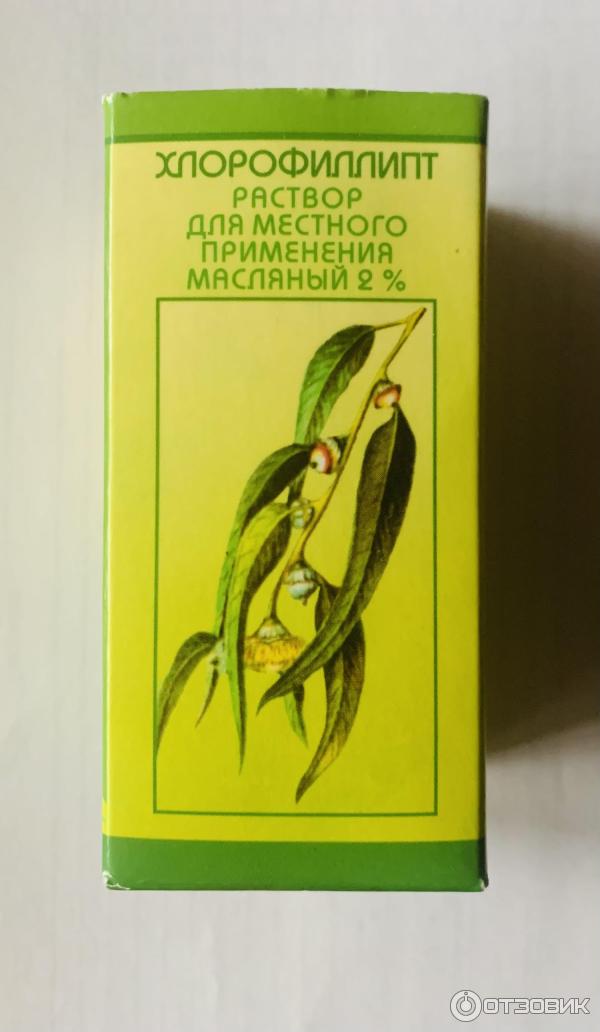 ХЛОРОФИЛЛИПТ
РАСТВОР
ДЛЯ МЕСТНОГО
ПРИМЕНЕНИЯ
МАСЛЯНЫЙ 2 %
ОТЗОВИК